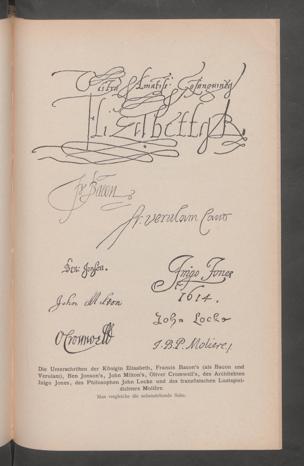 Elizabeth R
Fr. Bacon
fr. verulam Canc
Ben: Jonson.
Inigo Jones
1614.
John Milton
John Locke
O Cromwell
J.B.P. Moliere
Die Unterschriften der Königin Elisabeth, Francis Bacon's (als Bacon und
Verulam), Ben Jonson's, John Milton's, Oliver Cromwell's, des Architekten
Inigo Jones, des Philosophen John Locke und des französischen Lustspiel-
dichters Molière.
Man vergleiche die nebenstehende Seite.